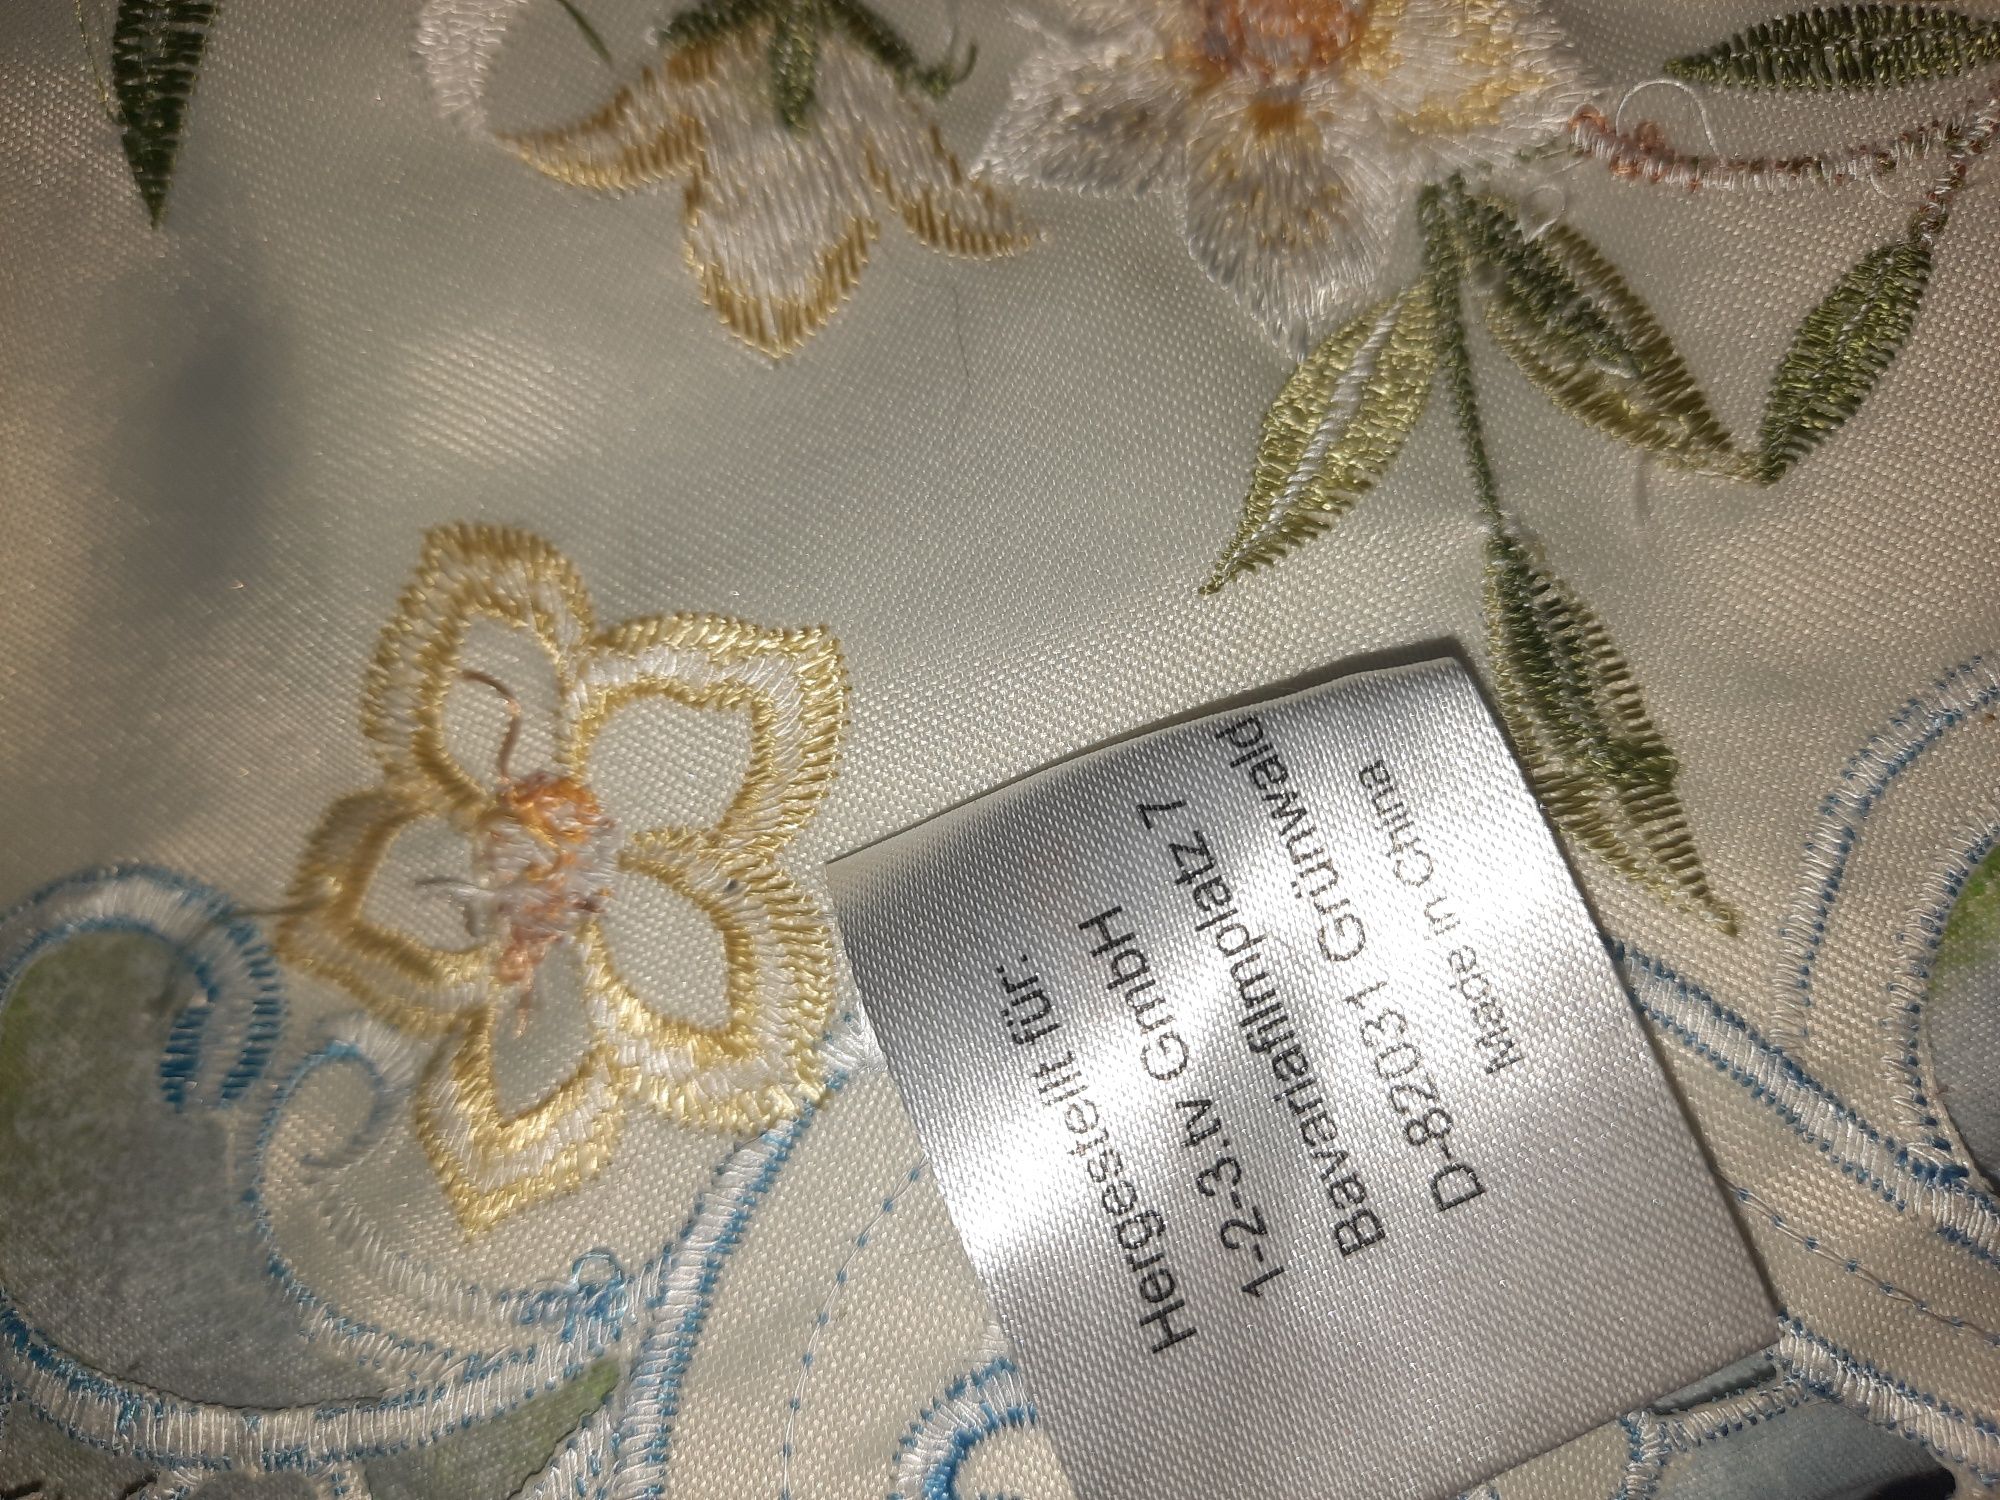 Hergestellt für:
1-2-3.tv GmbH
Bavariafilmplatz 7
D-82031 Grünwald
Made in China